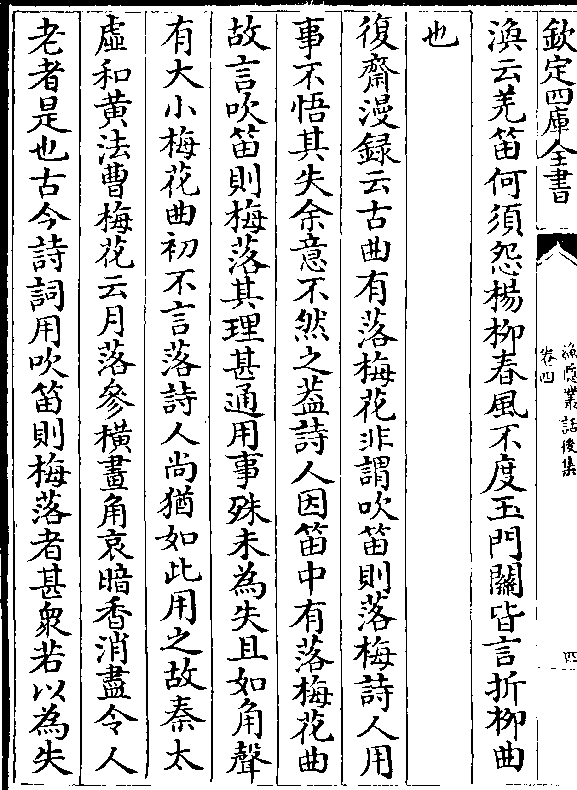 欽定四庫全書
漁隱叢話後集
卷四
四
渙云羌笛何須怨楊柳春風不度玉門關皆言折柳曲
也
復齋漫録云古曲有落梅花非謂吹笛則落梅詩人用
事不悟其失余意不然之葢詩人因笛中有落梅花曲
故言吹笛則梅落其理甚通用事殊未為失且如角聲
有大小梅花曲初不言落詩人尚猶如此用之故秦太
虛和黃法曹梅花云月落參橫畫角哀暗香消盡令人
老者是也古今詩詞用吹笛則梅落者甚衆若以為失